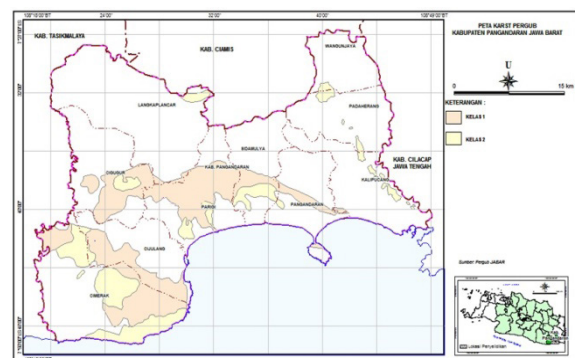 PETA KARST PERGUB
KABUPATEN PANGANDARAN JAWA BARAT
U
0 15 km
KETERANGAN :
KELAS 1
KELAS 2
Sumber Pergub JABAR
Lokasi Penyelidikan
KAB. TASIKMALAYA
KAB. CIAMIS
MANGUNJAYA
LANGKAPLANCAR
PADAHERANG
SIDAMULYA
KAB. PANGANDARAN
KAB. CILACAP
JAWA TENGAH
CIGUGUR
KALIPUCANG
PARIGI
PANGANDARAN
CIJULANG
CIMERAK